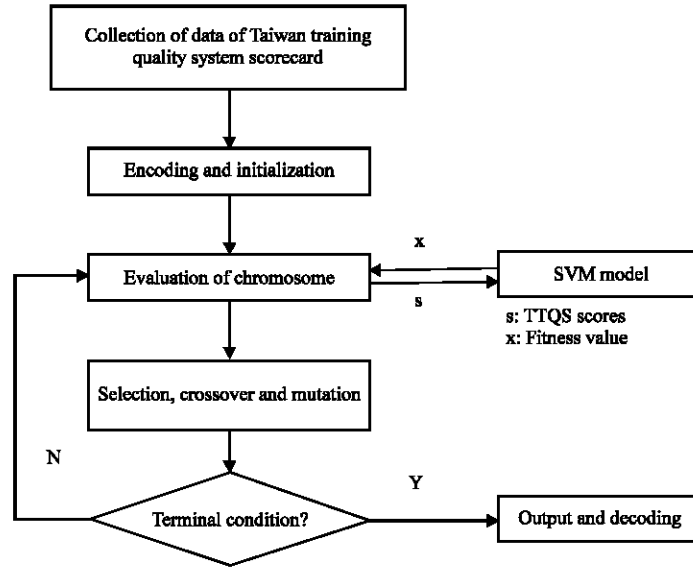 Collection of data of Taiwan training
quality system scorecard
Encoding and initialization
x
Evaluation of chromosome
SVM model
s
s: TTQS scores
x: Fitness value
Selection, crossover and mutation
N
Y
Terminal condition?
Output and decoding